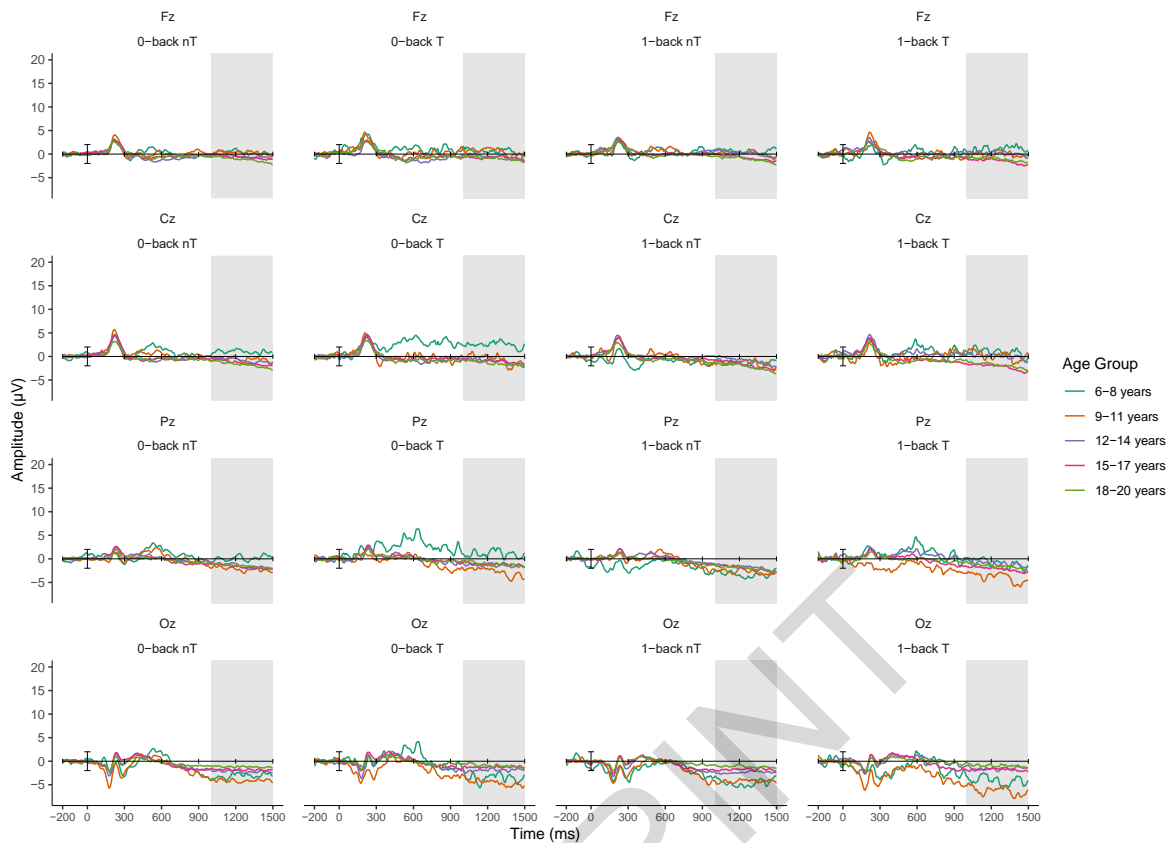 Fz Fz Fz Fz
0−back nT 0−back T 1−back nT 1−back T
20
15
10
5
0
−5
Cz Cz Cz Cz
0−back nT 0−back T 1−back nT 1−back T
20
15
10
5
0
−5
Pz Pz Pz Pz
0−back nT 0−back T 1−back nT 1−back T
20
15
10
5
0
−5
Oz Oz Oz Oz
0−back nT 0−back T 1−back nT 1−back T
20
15
10
5
0
−5
−200 0 300 600 900 1200 1500 −200 0 300 600 900 1200 1500 −200 0 300 600 900 1200 1500 −200 0 300 600 900 1200 1500
Time (ms)
Amplitude (µV)
Age Group
6−8 years
9−11 years
12−14 years
15−17 years
18−20 years